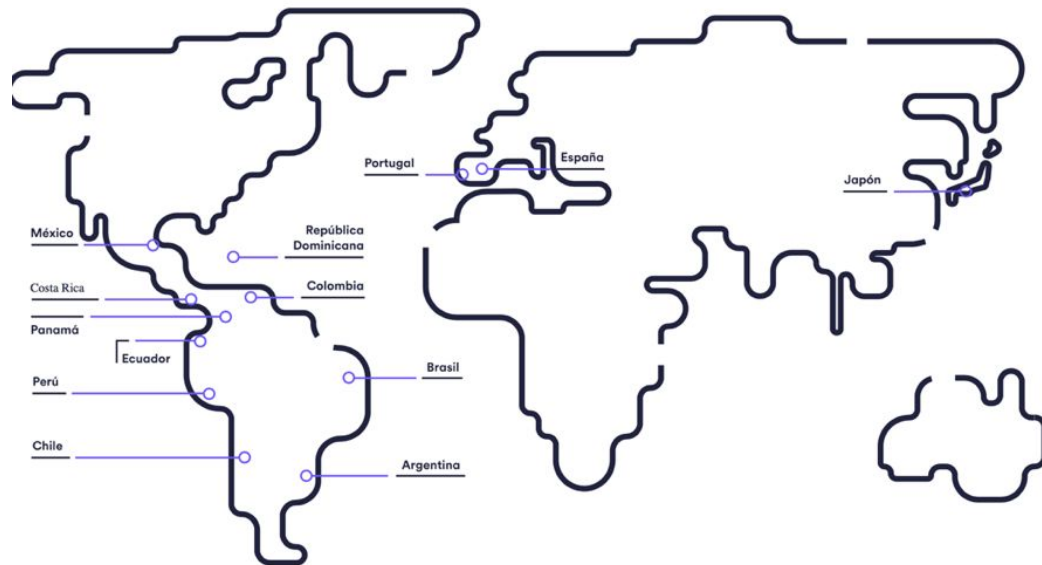 Portugal
España
Japón
México
República
Dominicana
Costa Rica
Colombia
Panamá
Ecuador
Perú
Brasil
Chile
Argentina